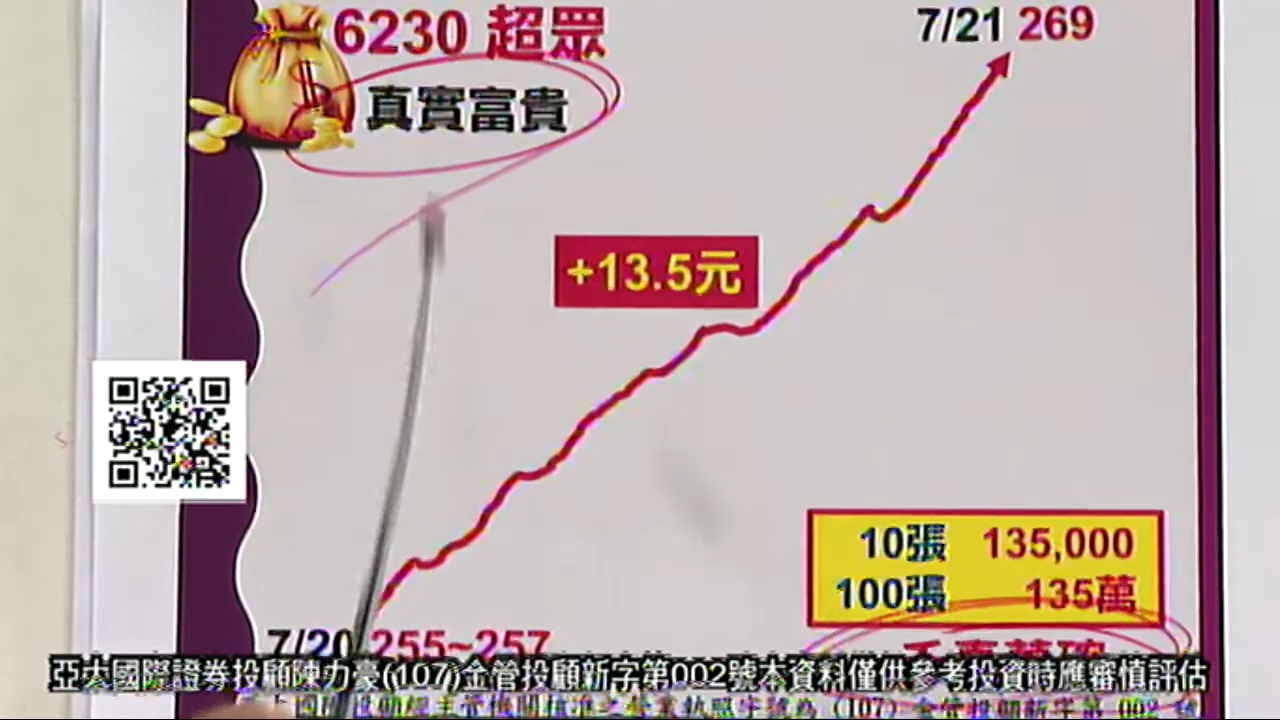 6230 超眾
7/21 269
真實富貴
+13.5元
10張 135,000
100張 135萬
7/20 255~257
亞大國際證券投顧陳力豪(107)金管投顧新字第002號本資料僅供參考投資時應審慎評估